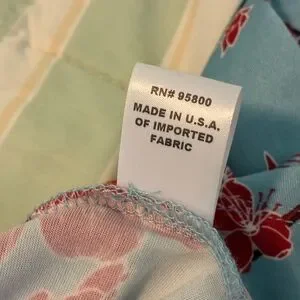 RN# 95800
MADE IN U.S.A.
OF IMPORTED
FABRIC